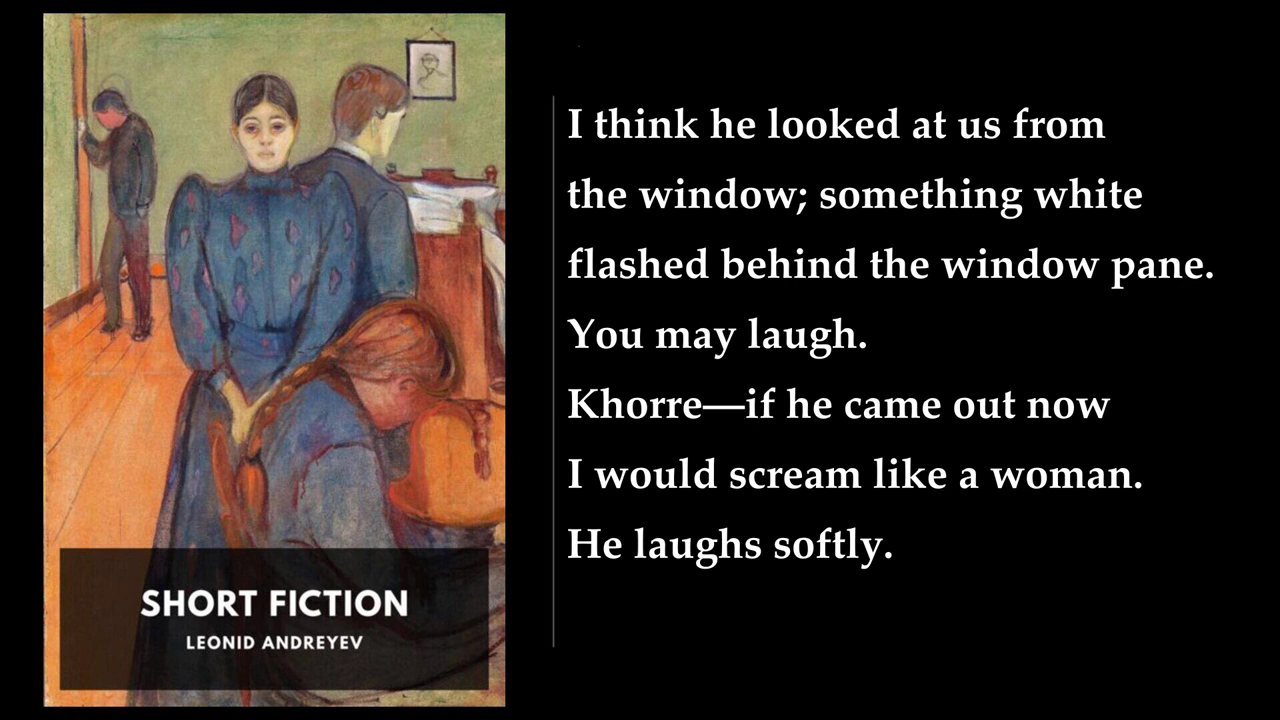 SHORT FICTION
LEONID ANDREYEV
I think he looked at us from
the window; something white
flashed behind the window pane.
You may laugh.
Khorre—if he came out now
I would scream like a woman.
He laughs softly.